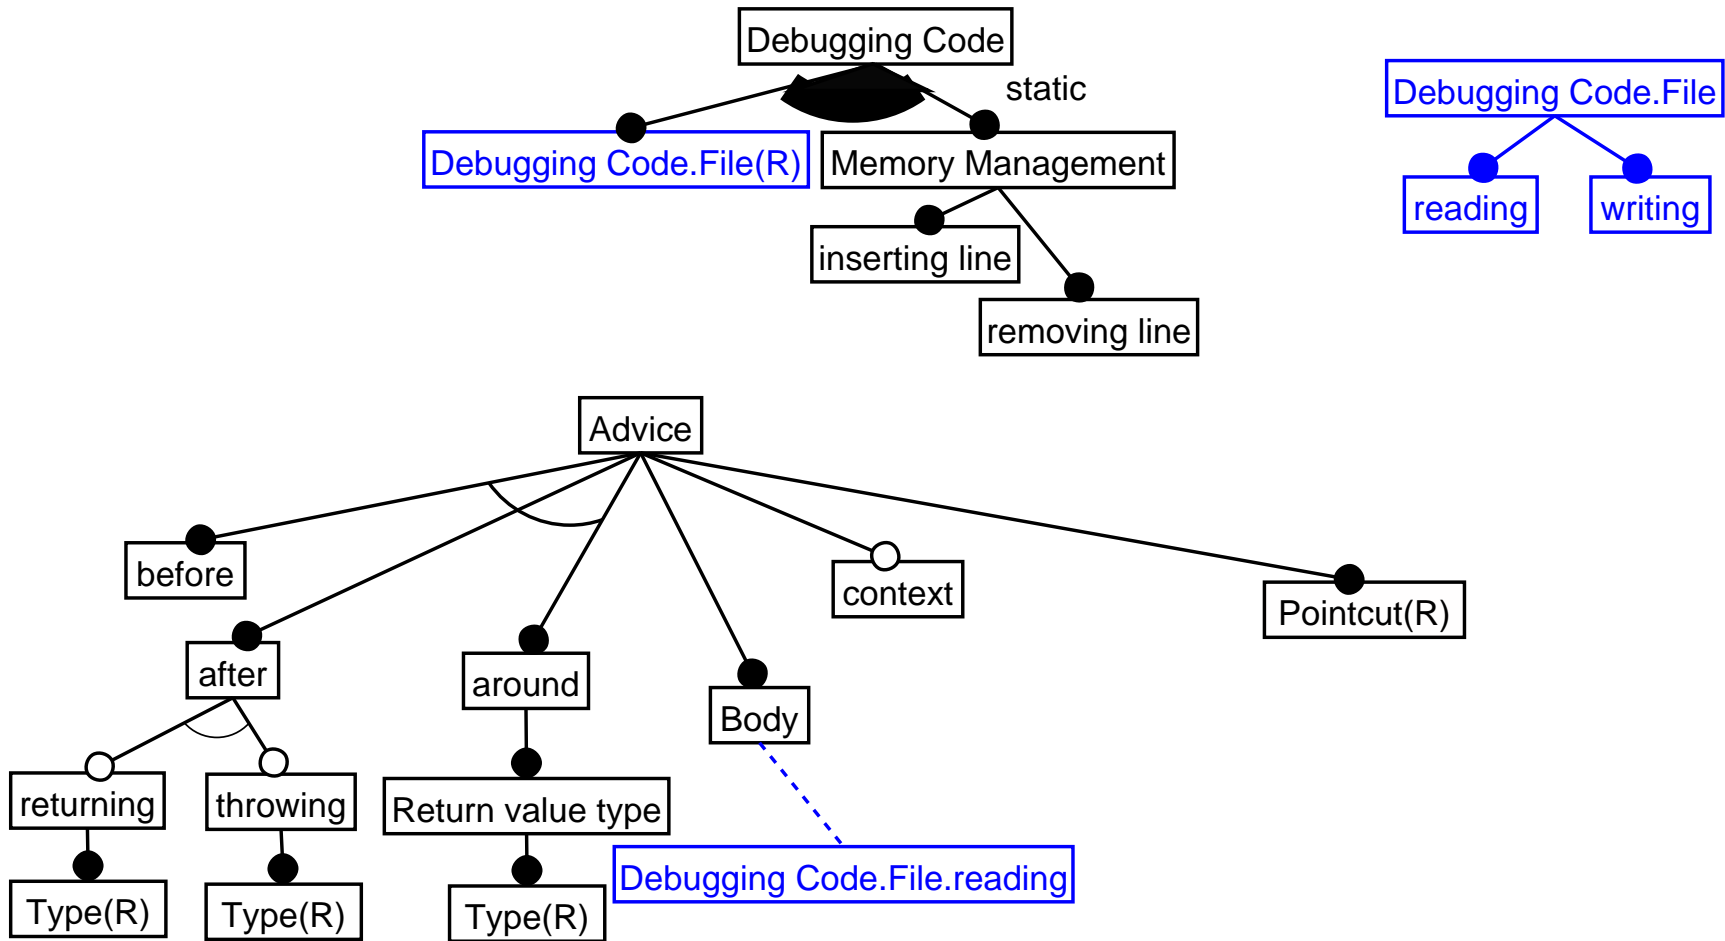 Debugging Code
static
Debugging Code.File
Debugging Code.File(R)
Memory Management
reading
writing
inserting line
removing line
Advice
before
context
Pointcut(R)
after
around
Body
returning
throwing
Return value type
Debugging Code.File.reading
Type(R)
Type(R)
Type(R)